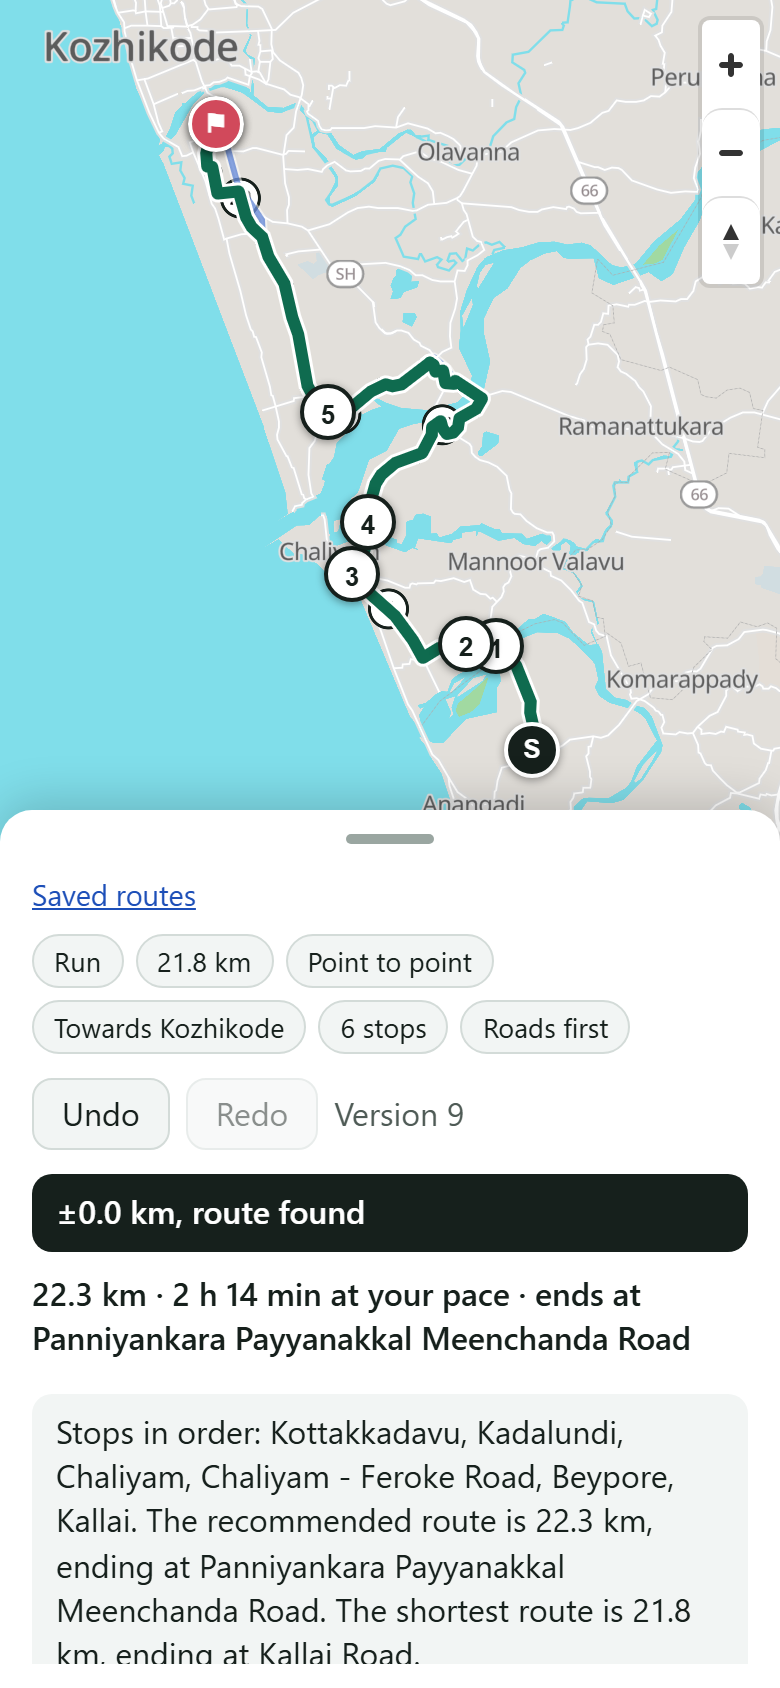 Kozhikode
Olavanna
66
SH
5
Ramanattukara
66
4
Mannoor Valavu
3
2
1
Komarappady
S
Anangadi
Saved routes
Run
21.8 km
Point to point
Towards Kozhikode
6 stops
Roads first
Undo
Redo
Version 9
±0.0 km, route found
22.3 km · 2 h 14 min at your pace · ends at
Panniyankara Payyanakkal Meenchanda Road
Stops in order: Kottakkadavu, Kadalundi,
Chaliyam, Chaliyam - Feroke Road, Beypore,
Kallai. The recommended route is 22.3 km,
ending at Panniyankara Payyanakkal
Meenchanda Road. The shortest route is 21.8
km, ending at Kallai Road.